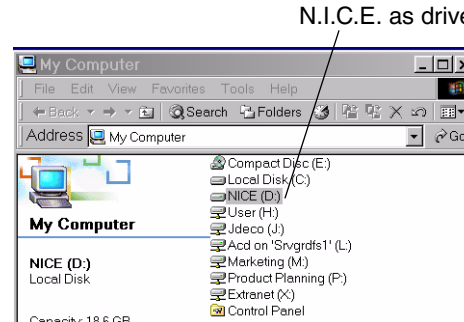 N.I.C.E. as drive
My Computer
File Edit View Favorites Tools Help
Back Search Folders
Address My Computer Go
Compact Disc (E:)
Local Disk (C:)
NICE (D:)
User (H:)
Jdeco (J:)
Acd on 'Srvgrdfs1' (L:)
Marketing (M:)
Product Planning (P:)
Extranet (X:)
Control Panel
My Computer
NICE (D:)
Local Disk
Capacity: 18.6 GB